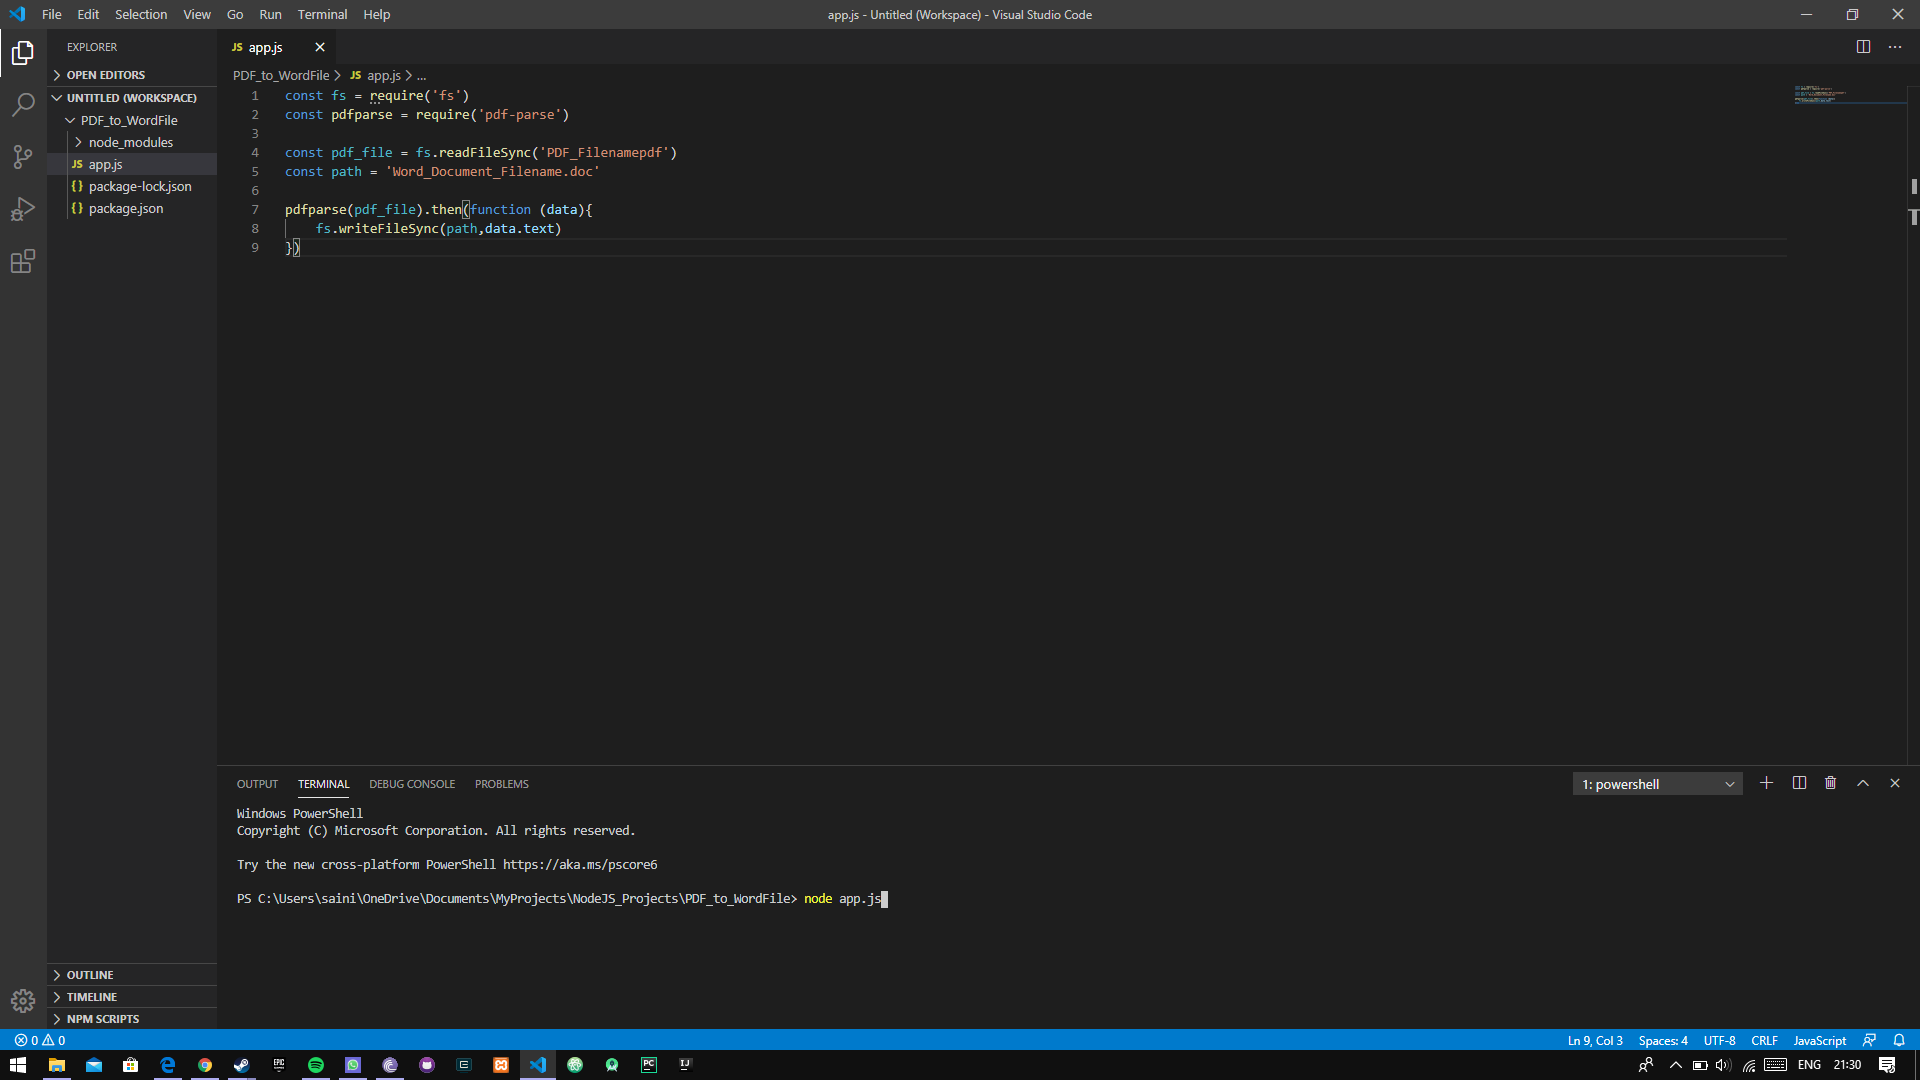 File Edit Selection View Go Run Terminal Help
app.js - Untitled (Workspace) - Visual Studio Code
EXPLORER
OPEN EDITORS
UNTITLED (WORKSPACE)
PDF_to_WordFile
node_modules
JS app.js
{} package-lock.json
{} package.json
OUTLINE
TIMELINE
NPM SCRIPTS
JS app.js
PDF_to_WordFile > JS app.js > ...
1 const fs = require('fs')
2 const pdfparse = require('pdf-parse')
3
4 const pdf_file = fs.readFileSync('PDF_Filenamepdf')
5 const path = 'Word_Document_Filename.doc'
6
7 pdfparse(pdf_file).then(function (data){
8     fs.writeFileSync(path,data.text)
9 })
OUTPUT TERMINAL DEBUG CONSOLE PROBLEMS
1: powershell
Windows PowerShell
Copyright (C) Microsoft Corporation. All rights reserved.
Try the new cross-platform PowerShell https://aka.ms/pscore6
PS C:\Users\saini\OneDrive\Documents\MyProjects\NodeJS_Projects\PDF_to_WordFile> node app.js
0 0
Ln 9, Col 3 Spaces: 4 UTF-8 CRLF JavaScript
EPIC
PC
IJ
ENG 21:30